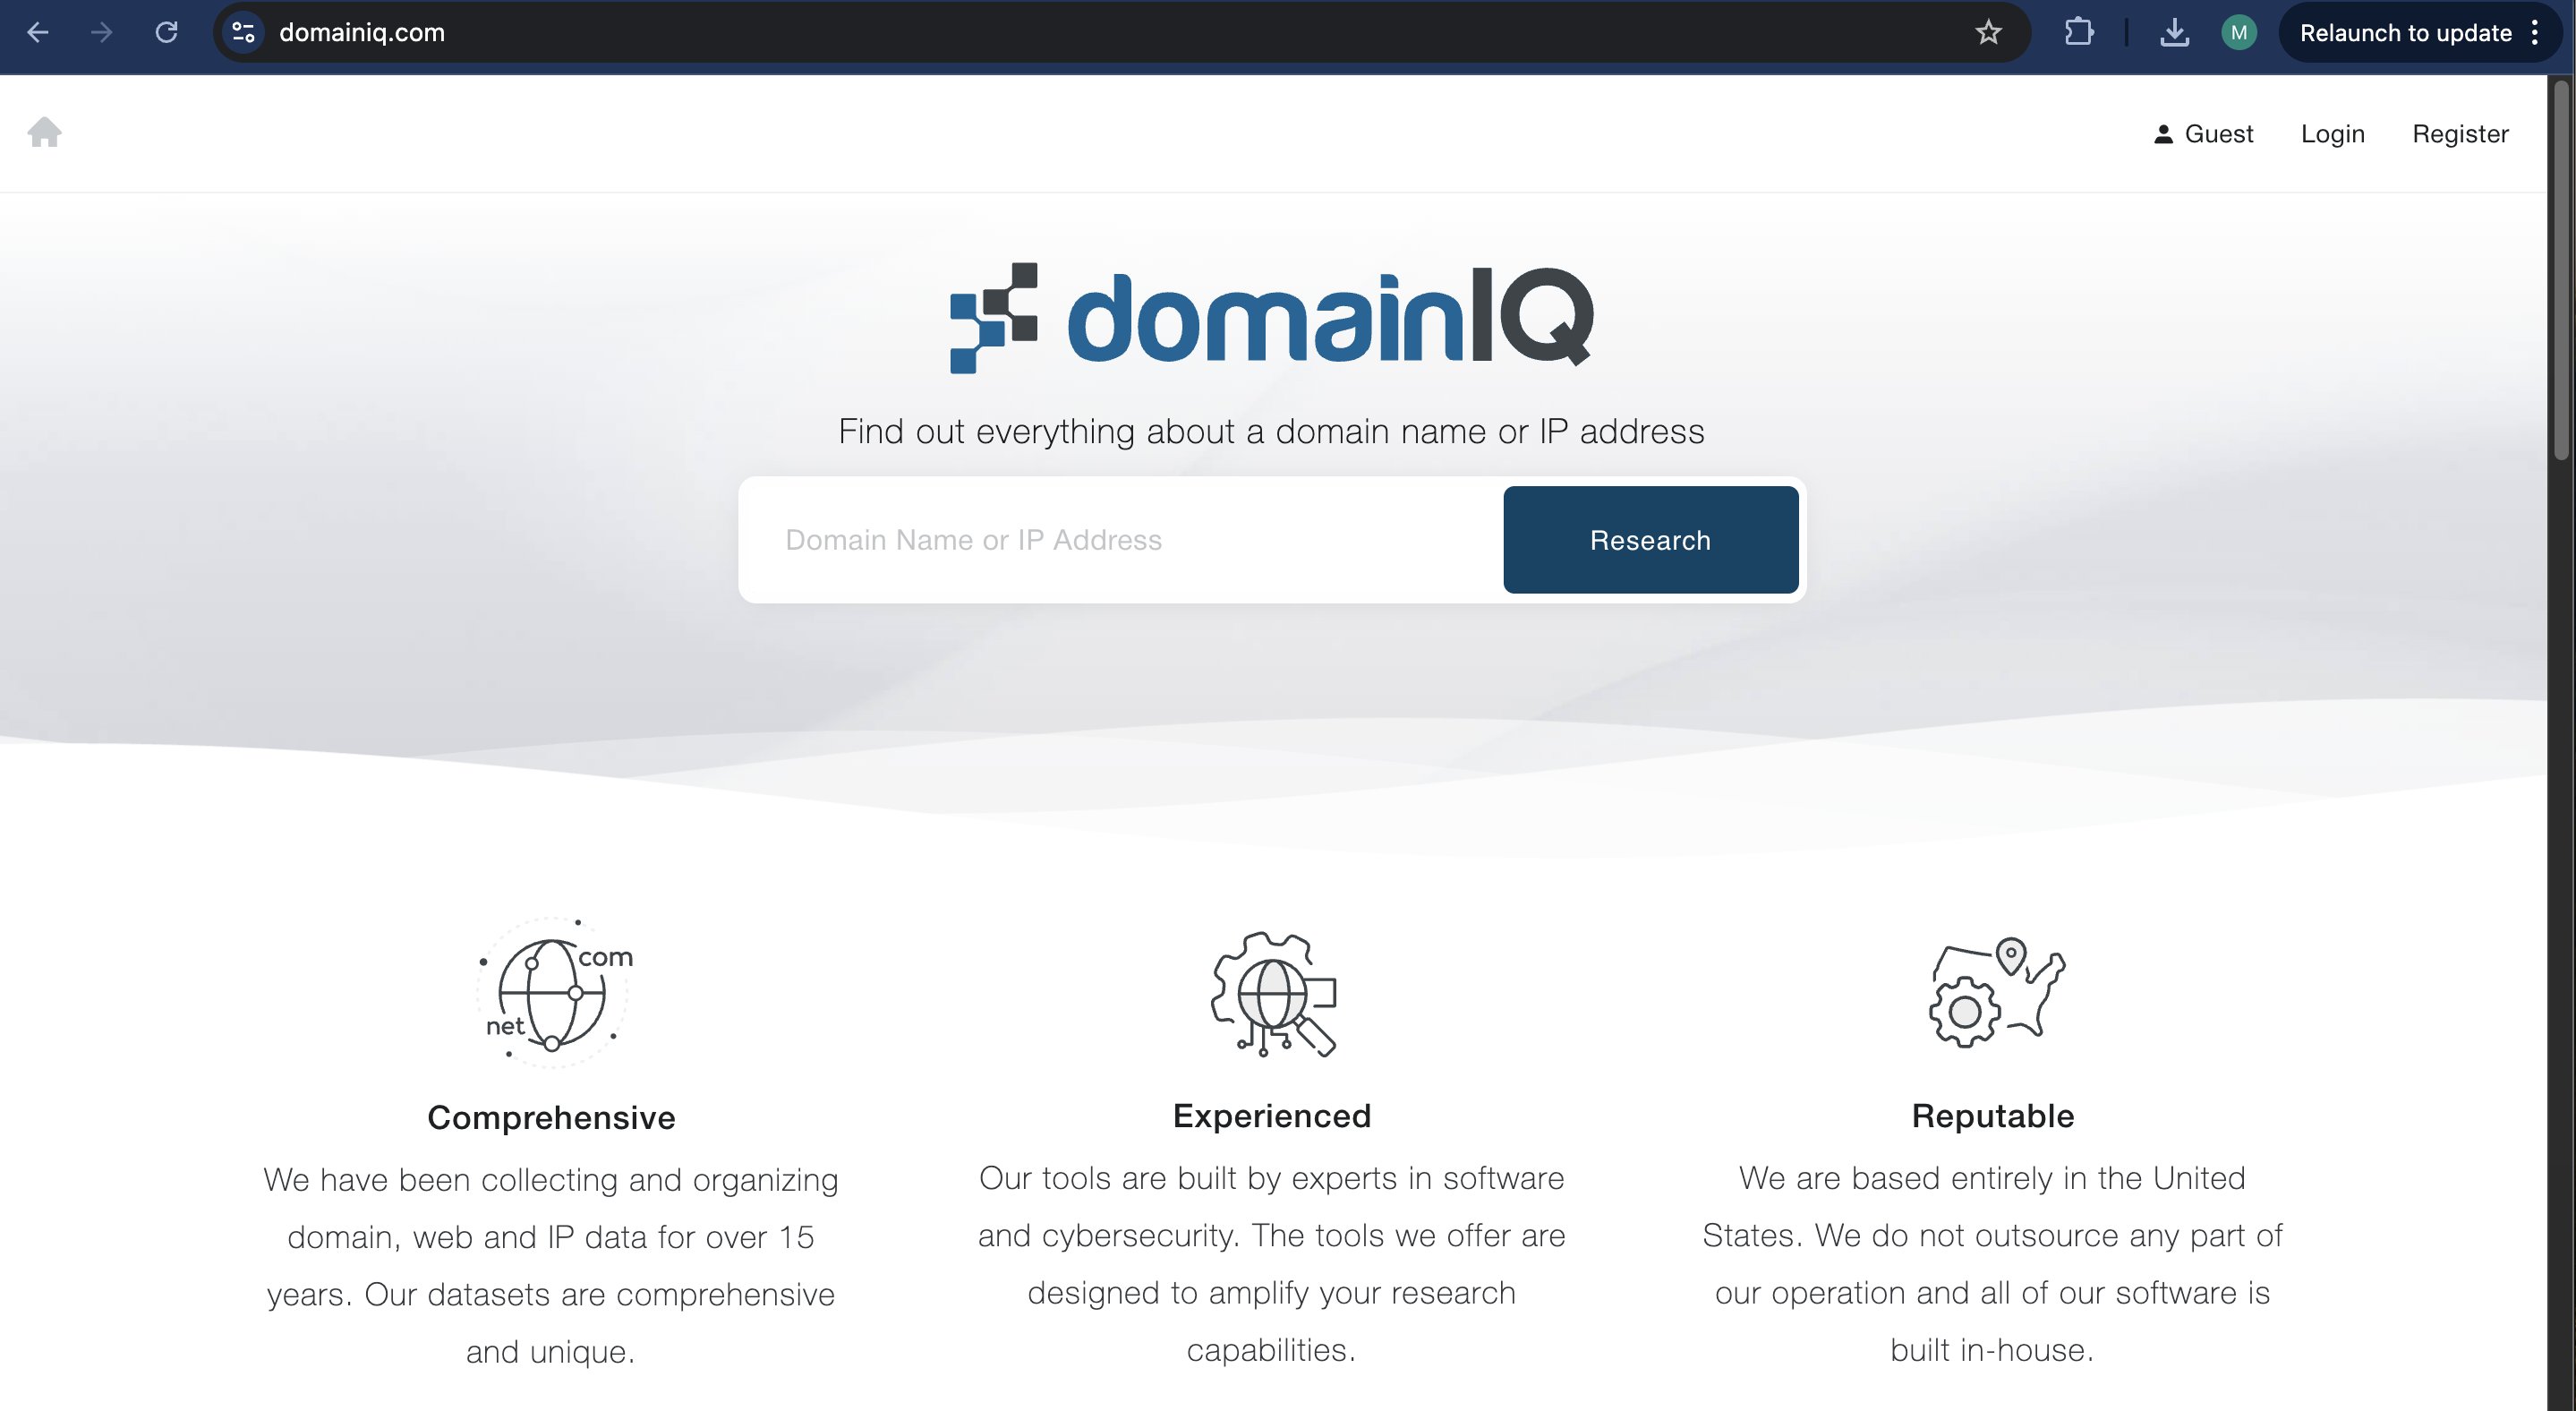 domainiq.com
M
Relaunch to update
Guest
Login
Register
domainIQ
Find out everything about a domain name or IP address
Domain Name or IP Address
Research
com
net
Comprehensive
We have been collecting and organizing
domain, web and IP data for over 15
years. Our datasets are comprehensive
and unique.
Experienced
Our tools are built by experts in software
and cybersecurity. The tools we offer are
designed to amplify your research
capabilities.
Reputable
We are based entirely in the United
States. We do not outsource any part of
our operation and all of our software is
built in-house.